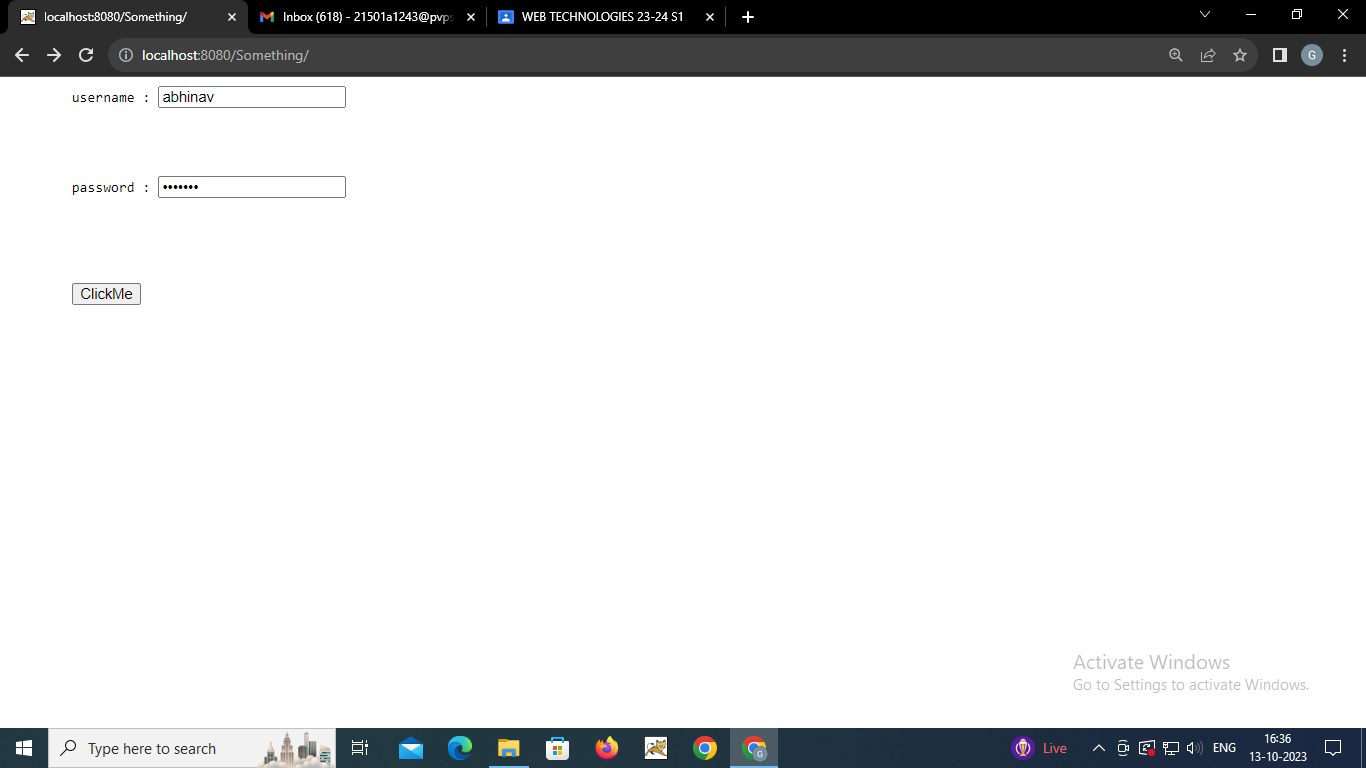 localhost:8080/Something/
Inbox (618) - 21501a1243@pvps
WEB TECHNOLOGIES 23-24 S1
localhost:8080/Something/
G
username : abhinav
password : •••••••
ClickMe
Activate Windows
Go to Settings to activate Windows.
Type here to search
G
Live
ENG
16:36
13-10-2023